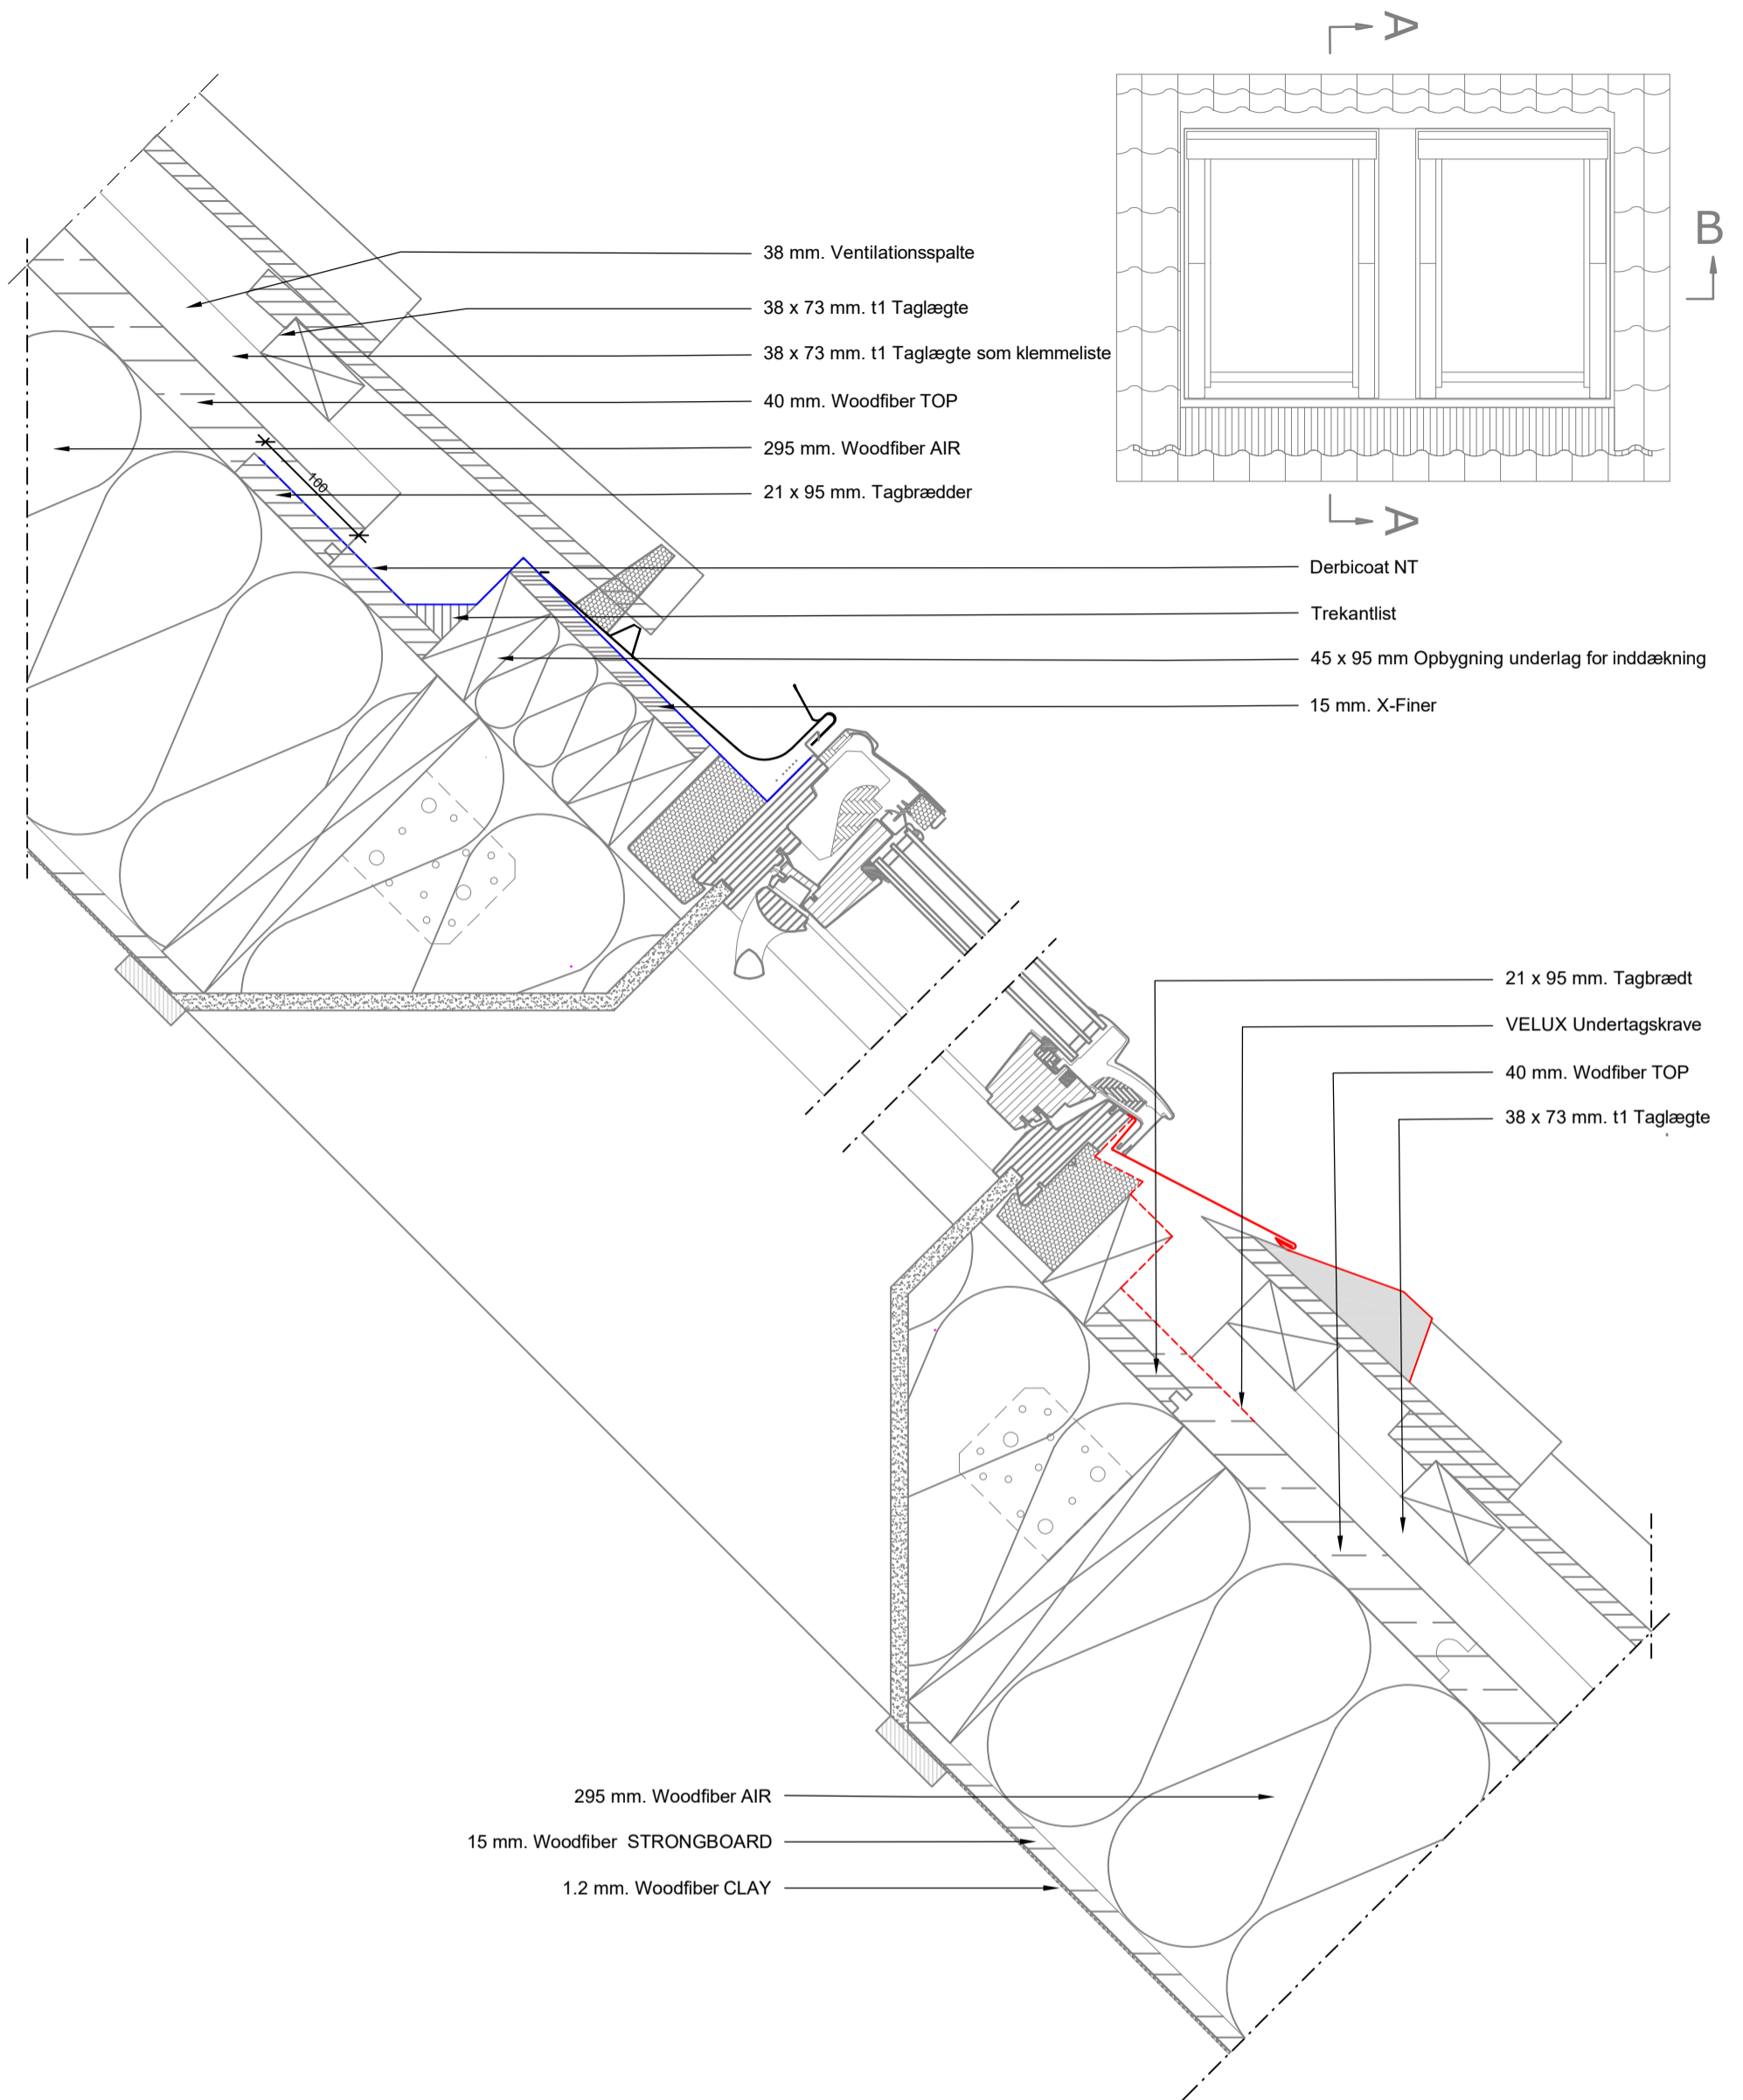 A
38 mm. Ventilationsspalte
B
38 x 73 mm. t1 Taglægte
38 x 73 mm. t1 Taglægte som klemmeliste
40 mm. Woodfiber TOP
295 mm. Woodfiber AIR
100
21 x 95 mm. Tagbrædder
A
Derbicoat NT
Trekantlist
45 x 95 mm Opbygning underlag for inddækning
15 mm. X-Finer
21 x 95 mm. Tagbrædt
VELUX Undertagskrave
40 mm. Wodfiber TOP
38 x 73 mm. t1 Taglægte
295 mm. Woodfiber AIR
15 mm. Woodfiber  STRONGBOARD
1.2 mm. Woodfiber CLAY